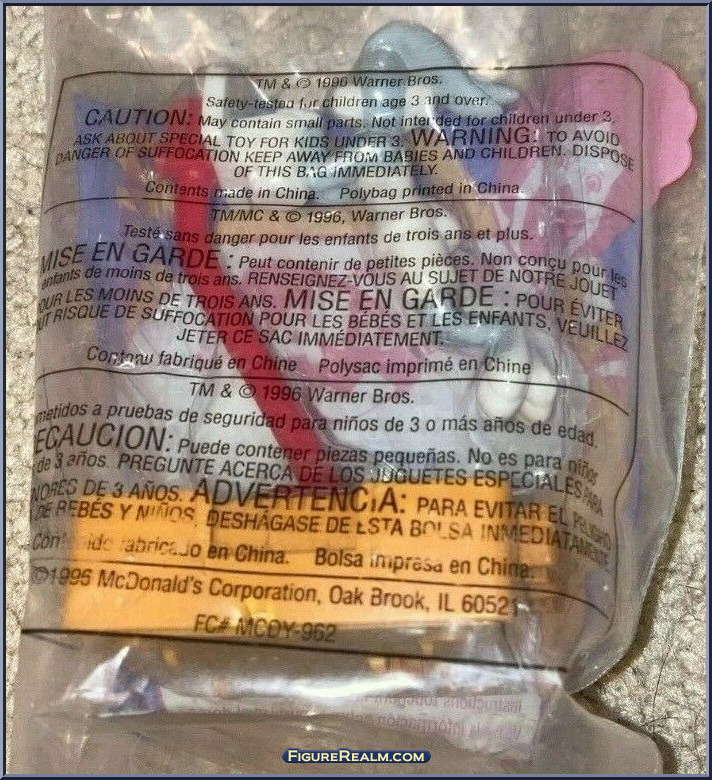 TM & © 1996 Warner Bros.
Safety-tested for children age 3 and over.
CAUTION: May contain small parts. Not intended for children under 3,
ASK ABOUT SPECIAL TOY FOR KIDS UNDER 3. WARNING: TO AVOID
DANGER OF SUFFOCATION KEEP AWAY FROM BABIES AND CHILDREN. DISPOSE
OF THIS BAG IMMEDIATELY.
Contents made in China. Polybag printed in China.
TM/MC & © 1996, Warner Bros.
Testé sans danger pour les enfants de trois ans et plus.
MISE EN GARDE : Peut contenir de petites pièces. Non conçu pour les
enfants de moins de trois ans. RENSEIGNEZ-VOUS AU SUJET DE NOTRE JOUET
OUR LES MOINS DE TROIS ANS. MISE EN GARDE : POUR ÉVITER
UT RISQUE DE SUFFOCATION POUR LES BÉBÉS ET LES ENFANTS, VEUILLEZ
JETER CE SAC IMMÉDIATEMENT.
Contenu fabriqué en Chine Polysac imprimé en Chine
TM & © 1996 Warner Bros.
metidos a pruebas de seguridad para niños de 3 o más años de edad.
ECAUCION: Puede contener piezas pequeñas. No es para niños
de 3 años. PREGUNTE ACERCA DE LOS JUGUETES ESPECIALES PARA
NORES DE 3 AÑOS. ADVERTENCIA: PARA EVITAR EL PELIGRO
DE BEBÉS Y NIÑOS, DESHÁGASE DE ESTA BOLSA INMEDIATAMENTE
Contenido fabricado en China. Bolsa impresa en China.
©1996 McDonald's Corporation, Oak Brook, IL 60521
FC# MCDY-962
FIGUREREALM.COM